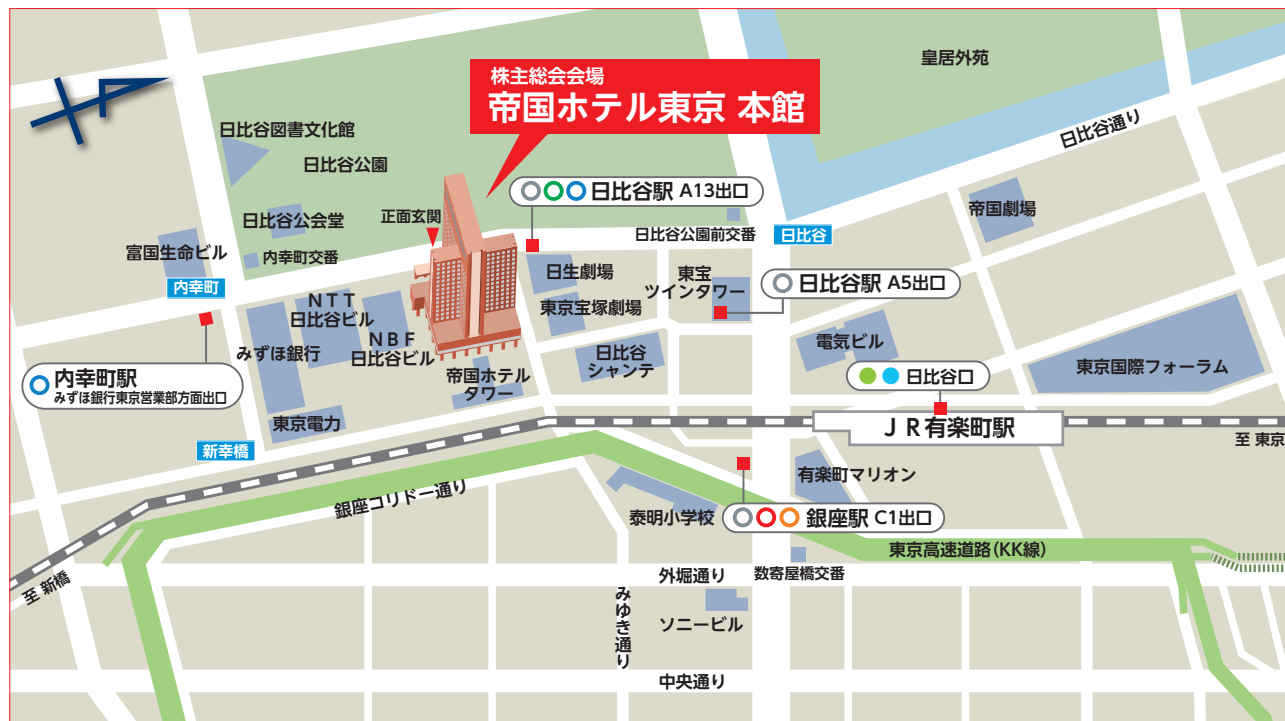 皇居外苑
株主総会会場
帝国ホテル東京 本館
日比谷通り
日比谷図書文化館
日比谷公園
日比谷駅 A13出口
帝国劇場
日比谷公会堂
正面玄関
日比谷公園前交番
日比谷
富国生命ビル
内幸町交番
内幸町
日生劇場
東宝
ツインタワー
日比谷駅 A5出口
東京宝塚劇場
NTT
日比谷ビル
NBF
日比谷ビル
みずほ銀行
日比谷
シャンテ
電気ビル
東京国際フォーラム
内幸町駅
みずほ銀行東京営業部方面出口
帝国ホテル
タワー
日比谷口
東京電力
JR有楽町駅
至 東京
新幸橋
有楽町マリオン
銀座コリドー通り
泰明小学校
銀座駅 C1出口
東京高速道路(KK線)
至 新橋
外堀通り
数寄屋橋交番
みゆき通り
ソニービル
中央通り